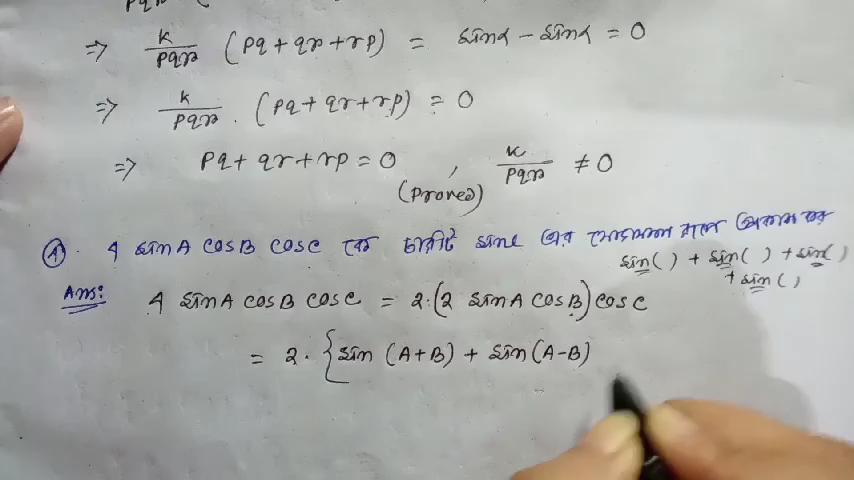 ⇒ k/pqr (pq + qr + rp) = sinα - sinα = 0
⇒ k/pqr . (pq + qr + rp) = 0
⇒ pq + qr + rp = 0 , k/pqr ≠ 0
(proved)
④. 4 sinA cosB cosC কে চারটি sine এর যোগফল রূপে প্রকাশ কর
sin( ) + sin( ) + sin( )
+ sin( )
Ans: 4 sinA cosB cosC = 2.(2 sinA cosB) cosC
= 2. { sin (A+B) + sin(A-B)